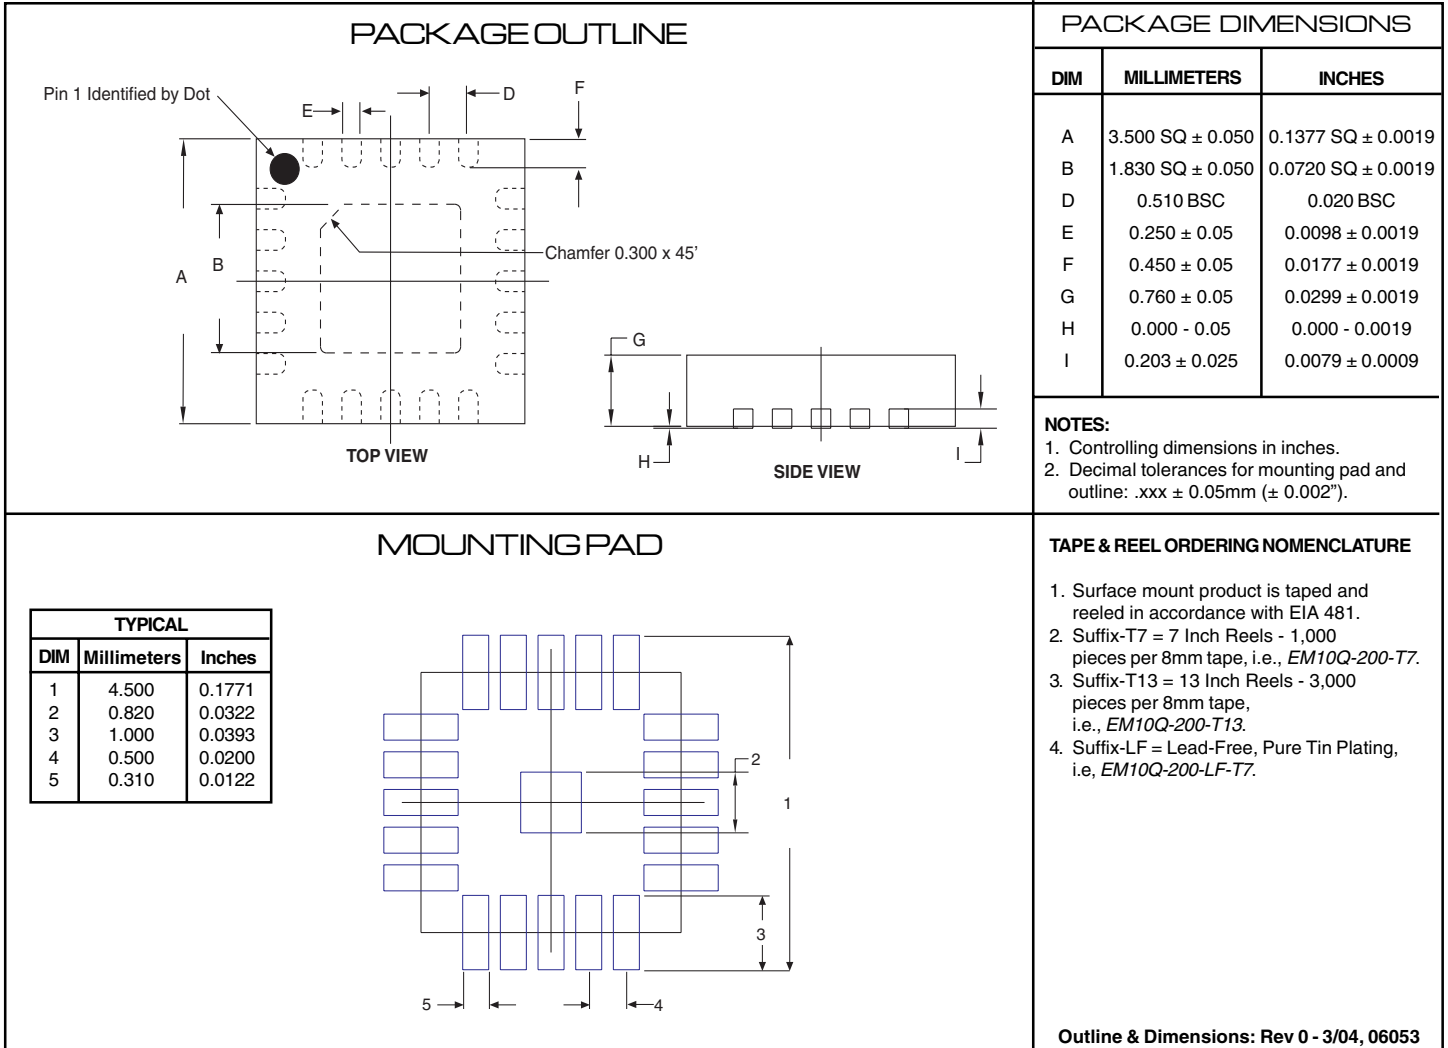 PACKAGE OUTLINE
Pin 1 Identified by Dot
E
D
F
A
B
Chamfer 0.300 x 45'
TOP VIEW
G
H
I
SIDE VIEW
PACKAGE DIMENSIONS
DIM MILLIMETERS INCHES
A 3.500 SQ ± 0.050 0.1377 SQ ± 0.0019
B 1.830 SQ ± 0.050 0.0720 SQ ± 0.0019
D 0.510 BSC 0.020 BSC
E 0.250 ± 0.05 0.0098 ± 0.0019
F 0.450 ± 0.05 0.0177 ± 0.0019
G 0.760 ± 0.05 0.0299 ± 0.0019
H 0.000 - 0.05 0.000 - 0.0019
I 0.203 ± 0.025 0.0079 ± 0.0009
NOTES:
1. Controlling dimensions in inches.
2. Decimal tolerances for mounting pad and
outline: .xxx ± 0.05mm (± 0.002”).
MOUNTING PAD
TYPICAL
DIM Millimeters Inches
1 4.500 0.1771
2 0.820 0.0322
3 1.000 0.0393
4 0.500 0.0200
5 0.310 0.0122
2
1
3
5
4
TAPE & REEL ORDERING NOMENCLATURE
1. Surface mount product is taped and
reeled in accordance with EIA 481.
2. Suffix-T7 = 7 Inch Reels - 1,000
pieces per 8mm tape, i.e., EM10Q-200-T7.
3. Suffix-T13 = 13 Inch Reels - 3,000
pieces per 8mm tape,
i.e., EM10Q-200-T13.
4. Suffix-LF = Lead-Free, Pure Tin Plating,
i.e, EM10Q-200-LF-T7.
Outline & Dimensions: Rev 0 - 3/04, 06053